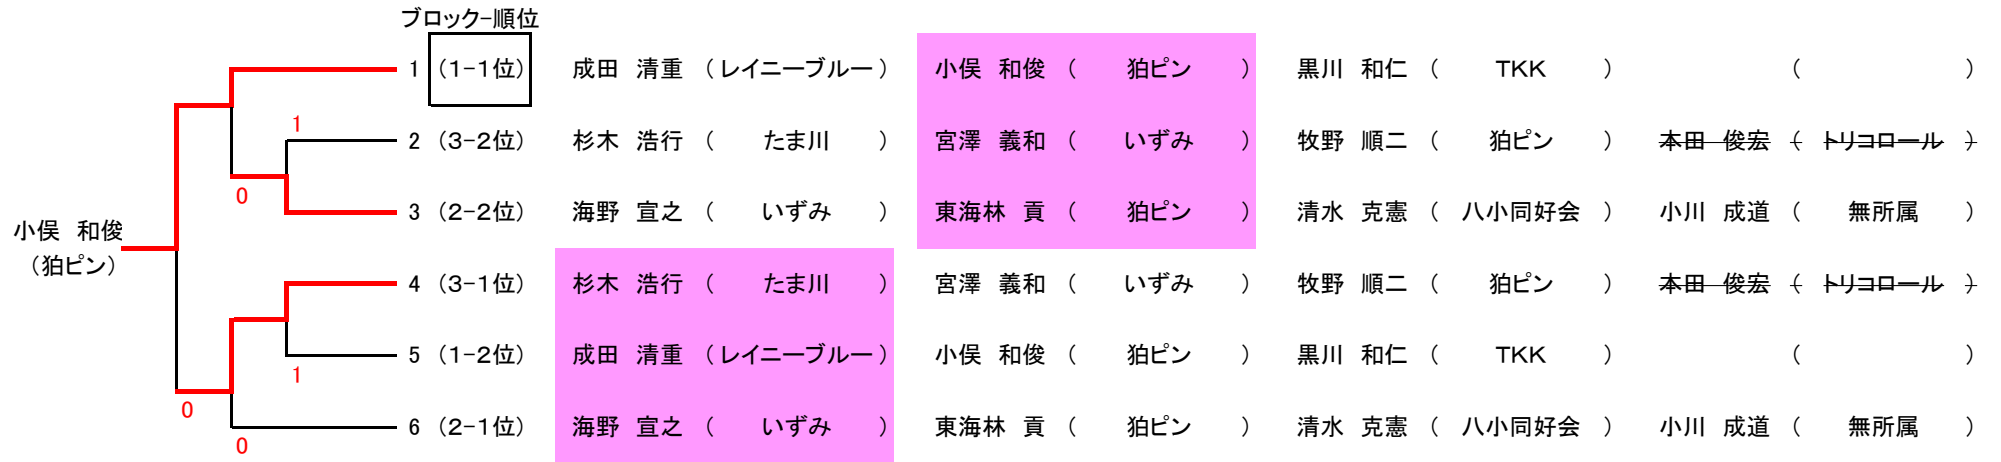 ブロック-順位
1 (1-1位) 成田 清重 (レイニーブルー) 小俣 和俊 ( 狛ピン ) 黒川 和仁 ( TKK ) ( )
1
2 (3-2位) 杉木 浩行 ( たま川 ) 宮澤 義和 ( いずみ ) 牧野 順二 ( 狛ピン ) 本田 俊宏 ( トリコロール )
0
3 (2-2位) 海野 宣之 ( いずみ ) 東海林 貢 ( 狛ピン ) 清水 克憲 ( 八小同好会 ) 小川 成道 ( 無所属 )
小俣 和俊
(狛ピン)
4 (3-1位) 杉木 浩行 ( たま川 ) 宮澤 義和 ( いずみ ) 牧野 順二 ( 狛ピン ) 本田 俊宏 ( トリコロール )
5 (1-2位) 成田 清重 (レイニーブルー) 小俣 和俊 ( 狛ピン ) 黒川 和仁 ( TKK ) ( )
1
0
6 (2-1位) 海野 宣之 ( いずみ ) 東海林 貢 ( 狛ピン ) 清水 克憲 ( 八小同好会 ) 小川 成道 ( 無所属 )
0